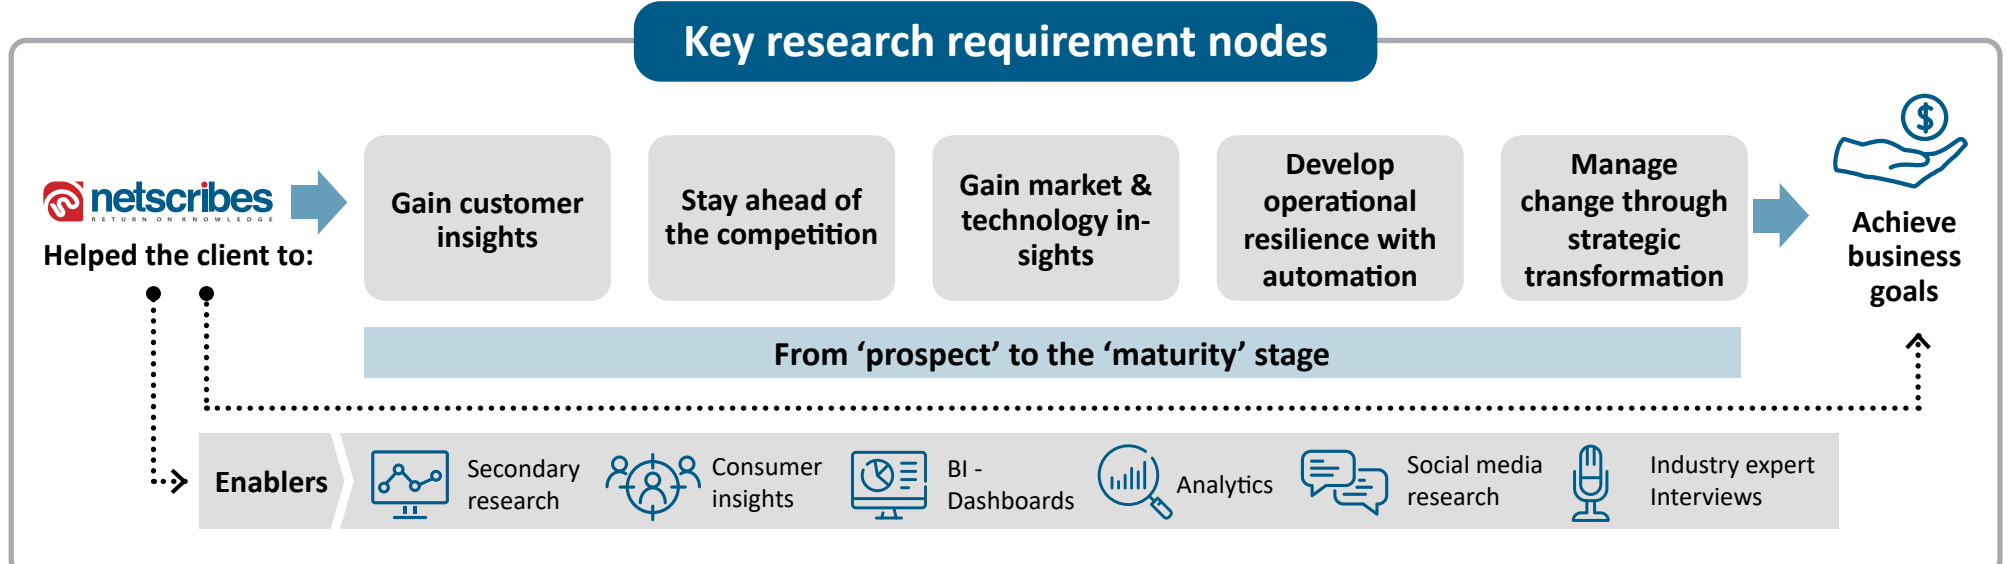 Key research requirement nodes
netscribes
RETURN ON KNOWLEDGE
Helped the client to:
Gain customer
insights
Stay ahead of
the competition
Gain market &
technology in-
sights
Develop
operational
resilience with
automation
Manage
change through
strategic
transformation
$
Achieve
business
goals
From ‘prospect’ to the ‘maturity’ stage
Enablers
Secondary
research
Consumer
insights
BI -
Dashboards
Analytics
Social media
research
Industry expert
Interviews